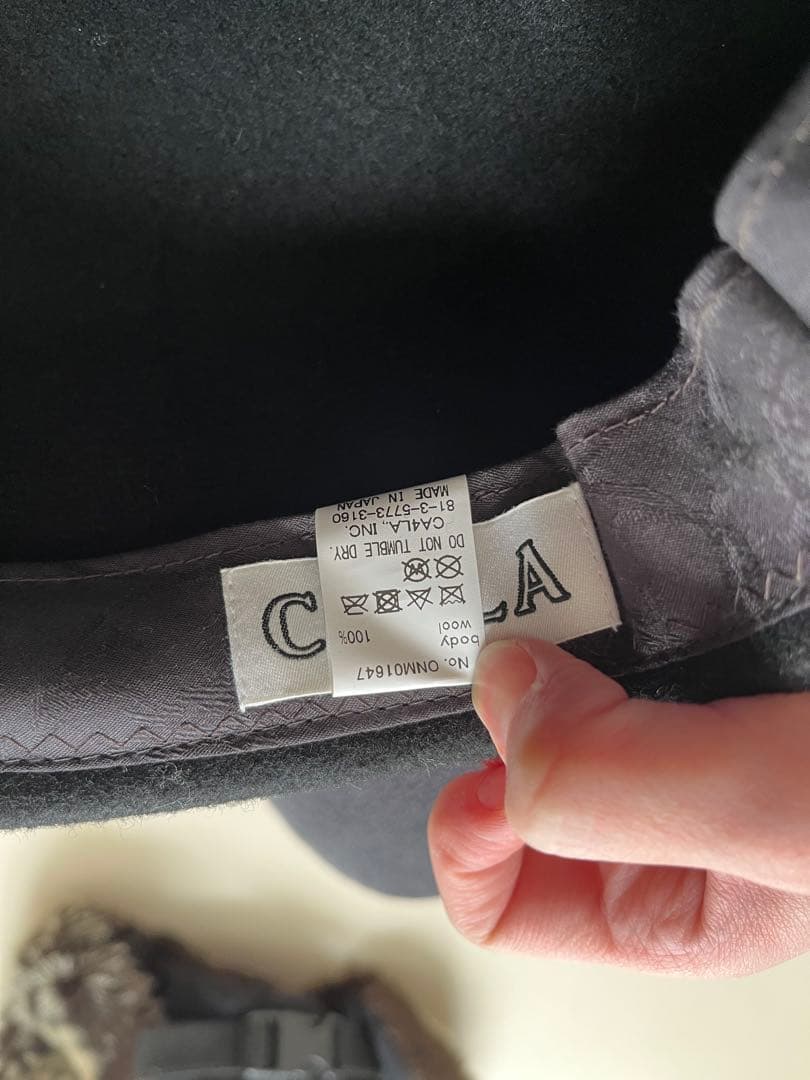 No. ONM01647
body
wool 100%
DO NOT TUMBLE DRY.
CA4LA., INC.
81-3-5773-3160
MADE IN JAPAN
C
LA